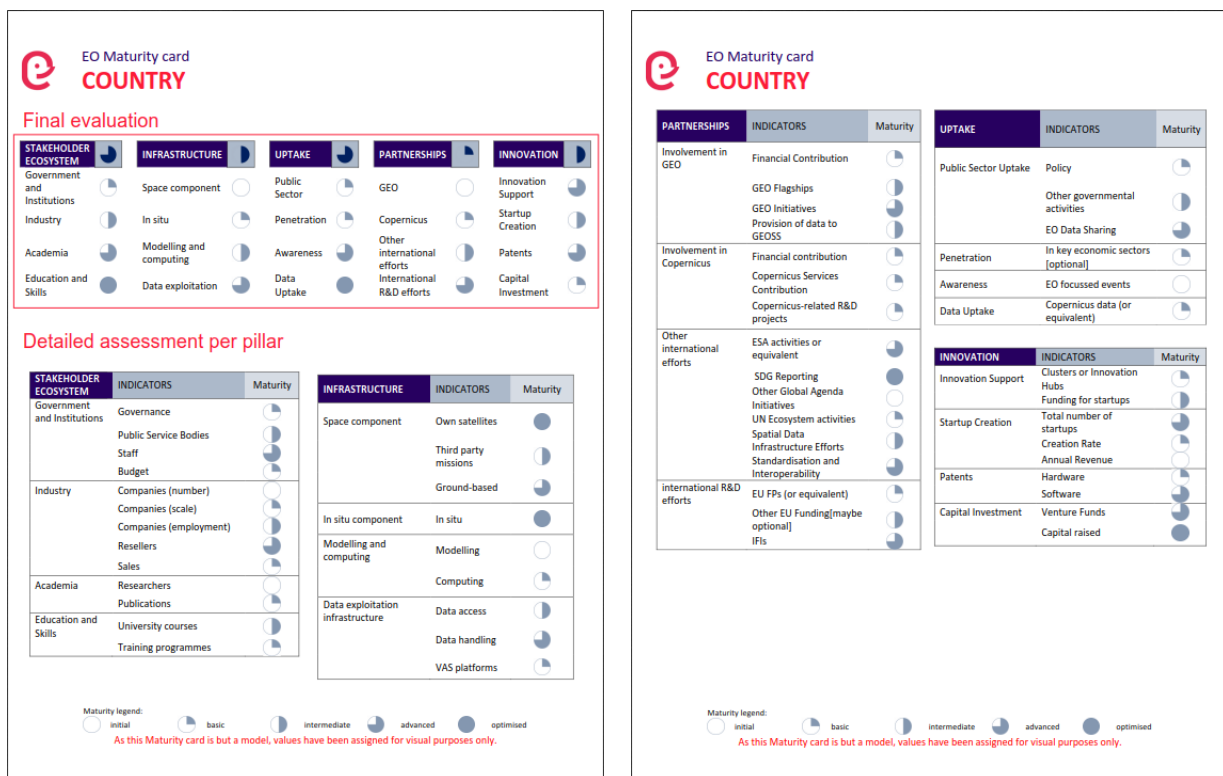 EO Maturity card
COUNTRY
Final evaluation
STAKEHOLDER
ECOSYSTEM
INFRASTRUCTURE
UPTAKE
PARTNERSHIPS
INNOVATION
Government
and
Institutions
Space component
Public
Sector
GEO
Innovation
Support
Industry
In situ
Penetration
Copernicus
Startup
Creation
Academia
Modelling and
computing
Awareness
Other
international
efforts
Patents
Education and
Skills
Data exploitation
Data
Uptake
International
R&D efforts
Capital
Investment
Detailed assessment per pillar
STAKEHOLDER
ECOSYSTEM
INDICATORS
Maturity
Government
and Institutions
Governance
Public Service Bodies
Staff
Budget
Industry
Companies (number)
Companies (scale)
Companies (employment)
Resellers
Sales
Academia
Researchers
Publications
Education and
Skills
University courses
Training programmes
INFRASTRUCTURE
INDICATORS
Maturity
Space component
Own satellites
Third party
missions
Ground-based
In situ component
In situ
Modelling and
computing
Modelling
Computing
Data exploitation
infrastructure
Data access
Data handling
VAS platforms
Maturity legend:
initial
basic
intermediate
advanced
optimised
As this Maturity card is but a model, values have been assigned for visual purposes only.
EO Maturity card
COUNTRY
PARTNERSHIPS
INDICATORS
Maturity
Involvement in
GEO
Financial Contribution
GEO Flagships
GEO Initiatives
Provision of data to
GEOSS
Involvement in
Copernicus
Financial contribution
Copernicus Services
Contribution
Copernicus-related R&D
projects
Other
international
efforts
ESA activities or
equivalent
SDG Reporting
Other Global Agenda
Initiatives
UN Ecosystem activities
Spatial Data
Infrastructure Efforts
Standardisation and
Interoperability
international R&D
efforts
EU FPs (or equivalent)
Other EU Funding[maybe
optional]
IFIs
UPTAKE
INDICATORS
Maturity
Public Sector Uptake
Policy
Other governmental
activities
EO Data Sharing
Penetration
In key economic sectors
[optional]
Awareness
EO focussed events
Data Uptake
Copernicus data (or
equivalent)
INNOVATION
INDICATORS
Maturity
Innovation Support
Clusters or Innovation
Hubs
Funding for startups
Startup Creation
Total number of
startups
Creation Rate
Annual Revenue
Patents
Hardware
Software
Capital Investment
Venture Funds
Capital raised
Maturity legend:
initial
basic
intermediate
advanced
optimised
As this Maturity card is but a model, values have been assigned for visual purposes only.